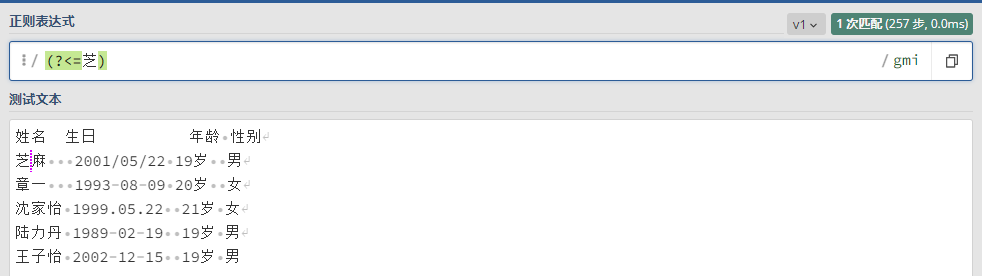 正则表达式
v1 1 次匹配 (257 步, 0.0ms)
/ (?<=芝) / gmi
测试文本
姓名 生日 年龄 性别
芝麻 2001/05/22 19岁 男
章一 1993-08-09 20岁 女
沈家怡 1999.05.22 21岁 女
陆力丹 1989-02-19 19岁 男
王子怡 2002-12-15 19岁 男